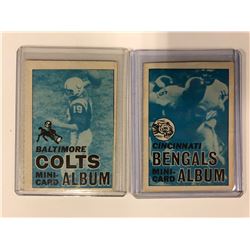 19
BALTIMORE
COLTS
MINI-
CARD ALBUM
CINCINNATI
BENGALS
MINI-
CARD ALBUM